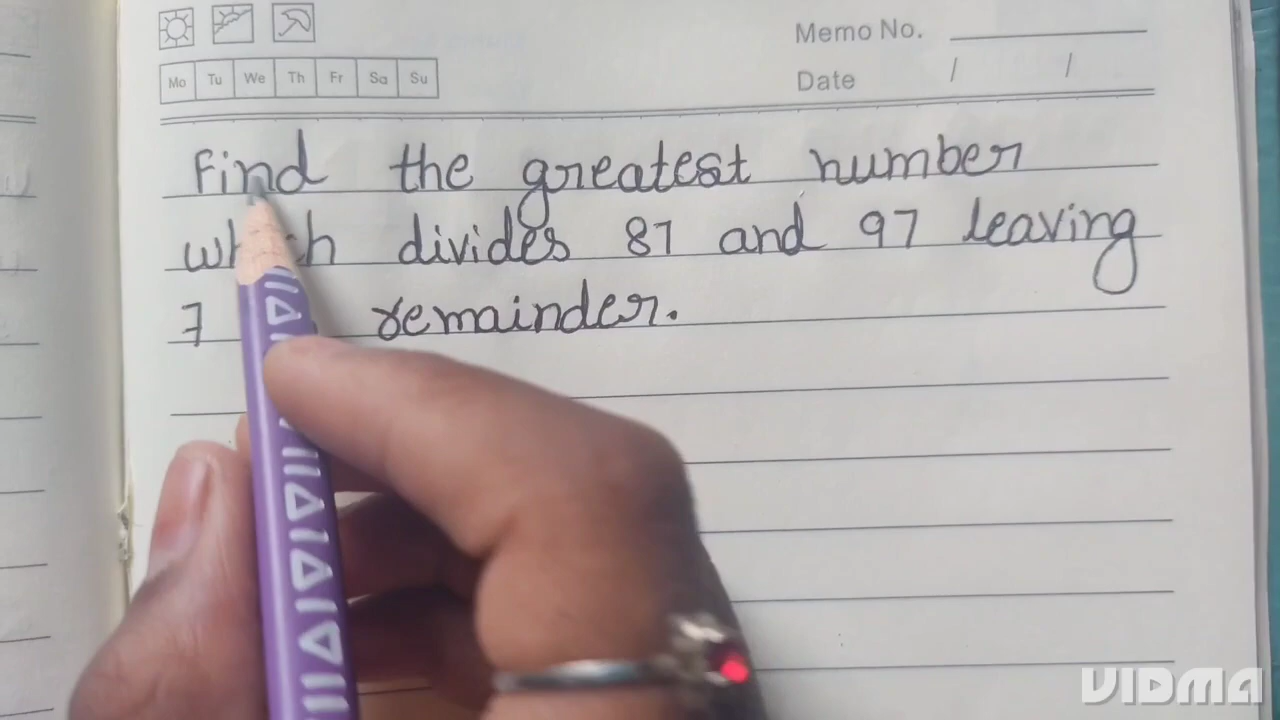 Memo No.
Mo Tu We Th Fr Sa Su
Date / /
Find the greatest number
which divides 87 and 97 leaving
7 remainder.
VIDMA